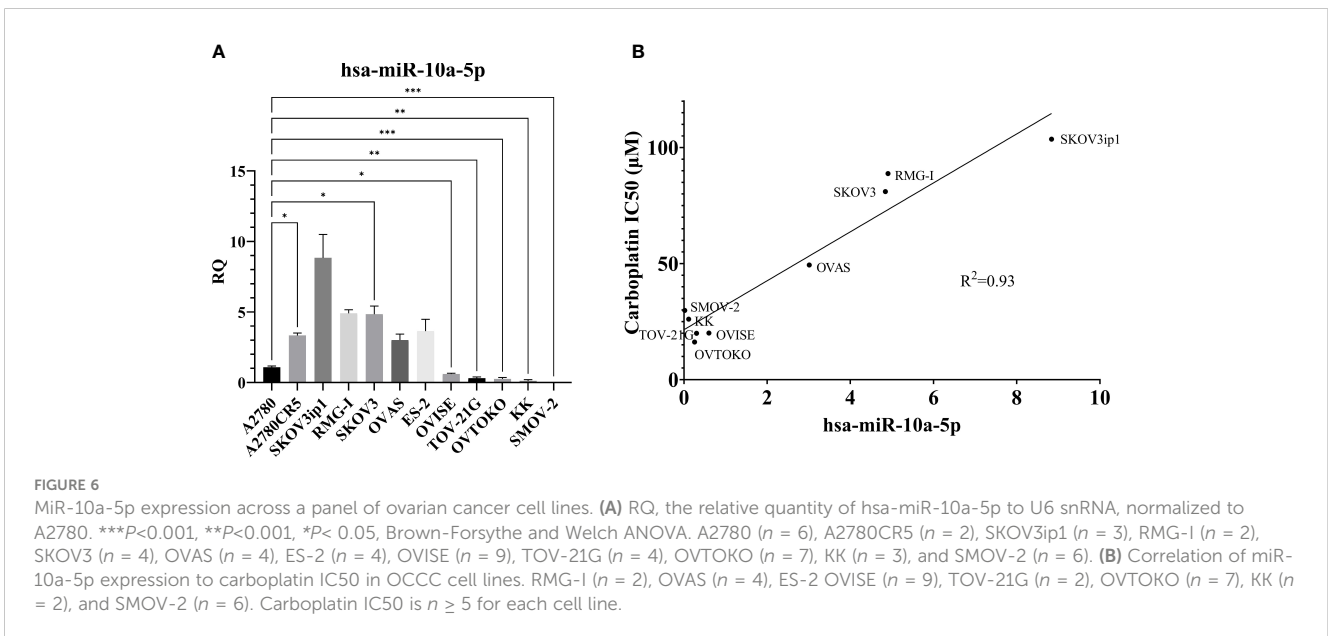 A
hsa-miR-10a-5p
***
**
***
**
*
*
*
15
10
5
0
RQ
A2780
A2780CR5
SKOV3ip1
RMG-I
SKOV3
OVAS
ES-2
OVISE
TOV-21G
OVTOKO
KK
SMOV-2
B
Carboplatin IC50 (µM)
100
50
0
SKOV3ip1
RMG-I
SKOV3
OVAS
R2=0.93
SMOV-2
KK
TOV-21G
OVISE
OVTOKO
0 2 4 6 8 10
hsa-miR-10a-5p
FIGURE 6
MiR-10a-5p expression across a panel of ovarian cancer cell lines. (A) RQ, the relative quantity of hsa-miR-10a-5p to U6 snRNA, normalized to
A2780. ***P<0.001, **P<0.001, *P< 0.05, Brown-Forsythe and Welch ANOVA. A2780 (n = 6), A2780CR5 (n = 2), SKOV3ip1 (n = 3), RMG-I (n = 2),
SKOV3 (n = 4), OVAS (n = 4), ES-2 (n = 4), OVISE (n = 9), TOV-21G (n = 4), OVTOKO (n = 7), KK (n = 3), and SMOV-2 (n = 6). (B) Correlation of miR-
10a-5p expression to carboplatin IC50 in OCCC cell lines. RMG-I (n = 2), OVAS (n = 4), ES-2 OVISE (n = 9), TOV-21G (n = 2), OVTOKO (n = 7), KK (n
= 2), and SMOV-2 (n = 6). Carboplatin IC50 is n ≥ 5 for each cell line.